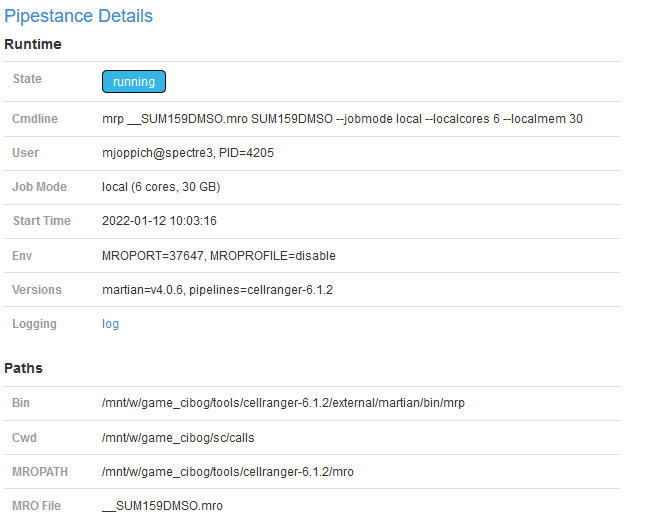 Pipestance Details
Runtime
State running
Cmdline mrp __SUM159DMSO.mro SUM159DMSO --jobmode local --localcores 6 --localmem 30
User mjoppich@spectre3, PID=4205
Job Mode local (6 cores, 30 GB)
Start Time 2022-01-12 10:03:16
Env MROPORT=37647, MROPROFILE=disable
Versions martian=v4.0.6, pipelines=cellranger-6.1.2
Logging log
Paths
Bin /mnt/w/game_cibog/tools/cellranger-6.1.2/external/martian/bin/mrp
Cwd /mnt/w/game_cibog/sc/calls
MROPATH /mnt/w/game_cibog/tools/cellranger-6.1.2/mro
MRO File __SUM159DMSO.mro